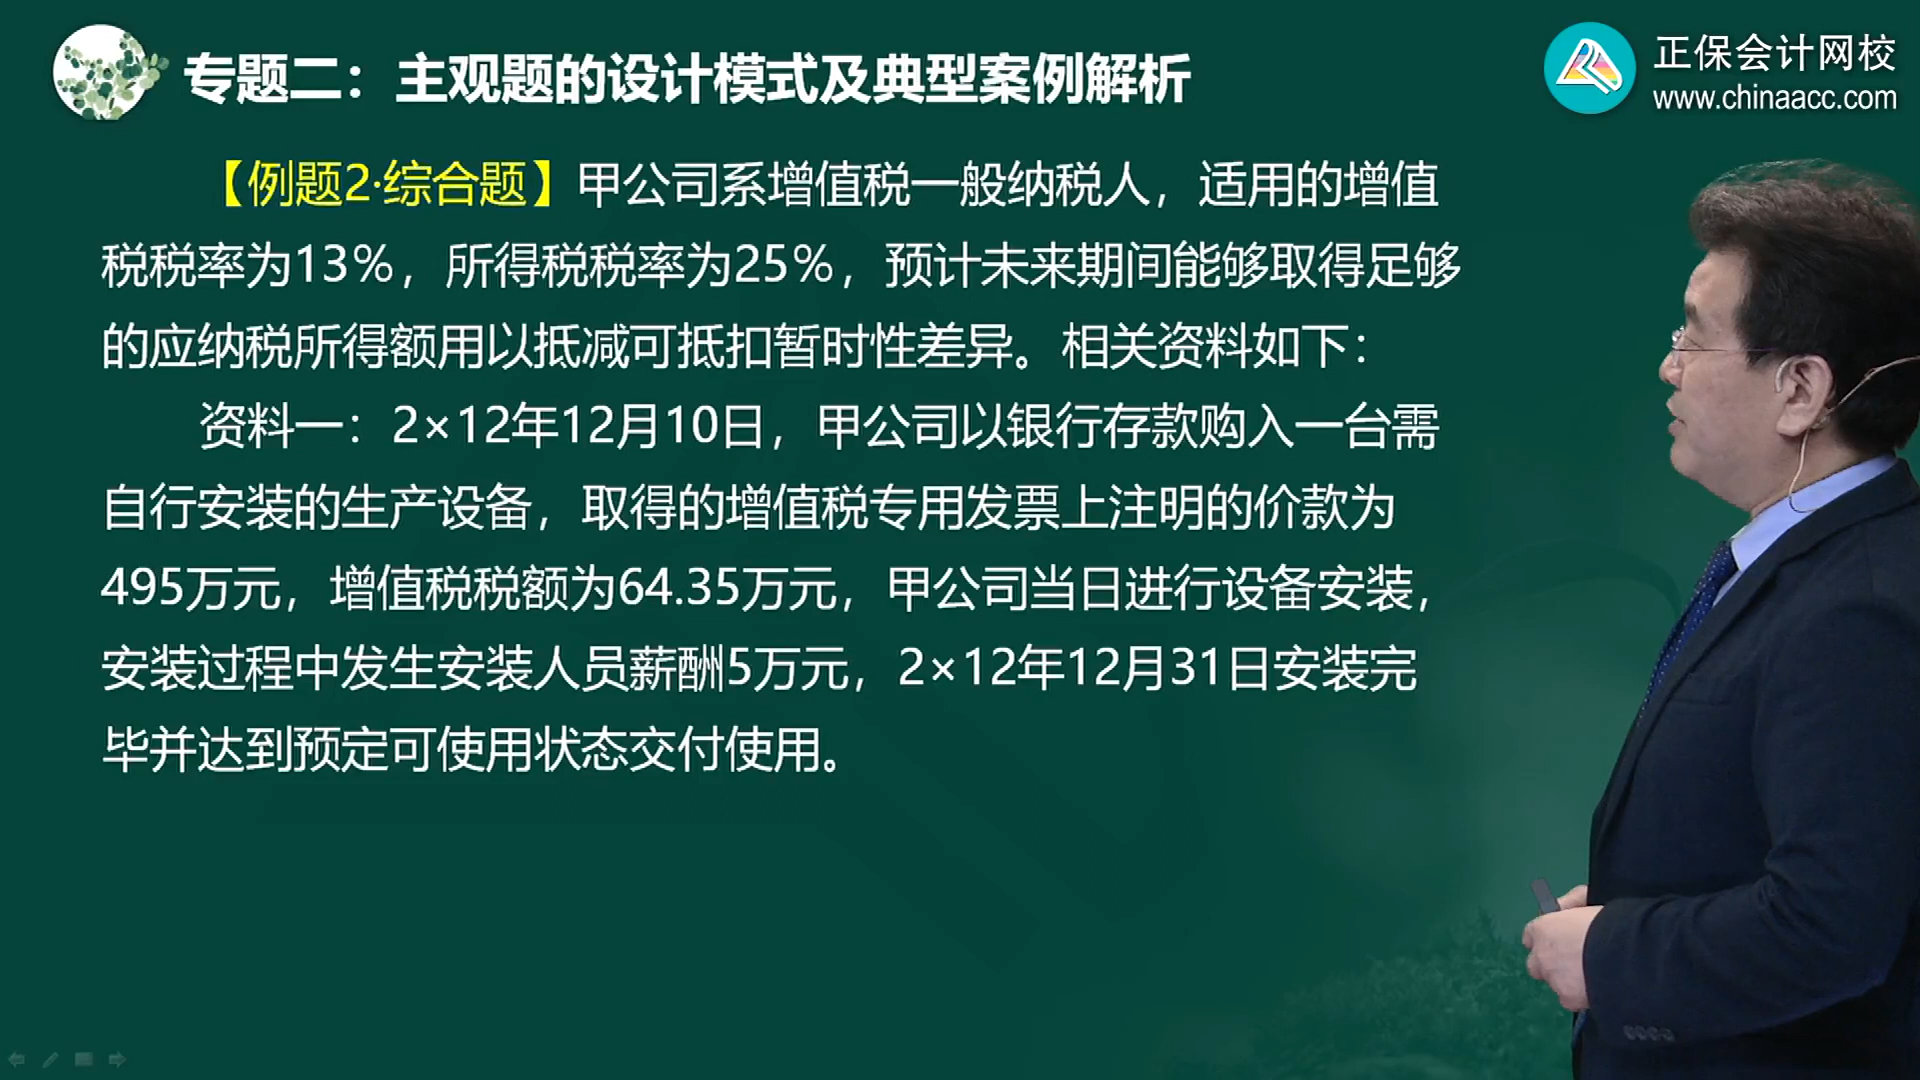 专题二：主观题的设计模式及典型案例解析
正保会计网校
www.chinaacc.com
【例题2·综合题】甲公司系增值税一般纳税人，适用的增值
税税率为13%，所得税税率为25%，预计未来期间能够取得足够
的应纳税所得额用以抵减可抵扣暂时性差异。相关资料如下：
资料一：2×12年12月10日，甲公司以银行存款购入一台需
自行安装的生产设备，取得的增值税专用发票上注明的价款为
495万元，增值税税额为64.35万元，甲公司当日进行设备安装，
安装过程中发生安装人员薪酬5万元，2×12年12月31日安装完
毕并达到预定可使用状态交付使用。